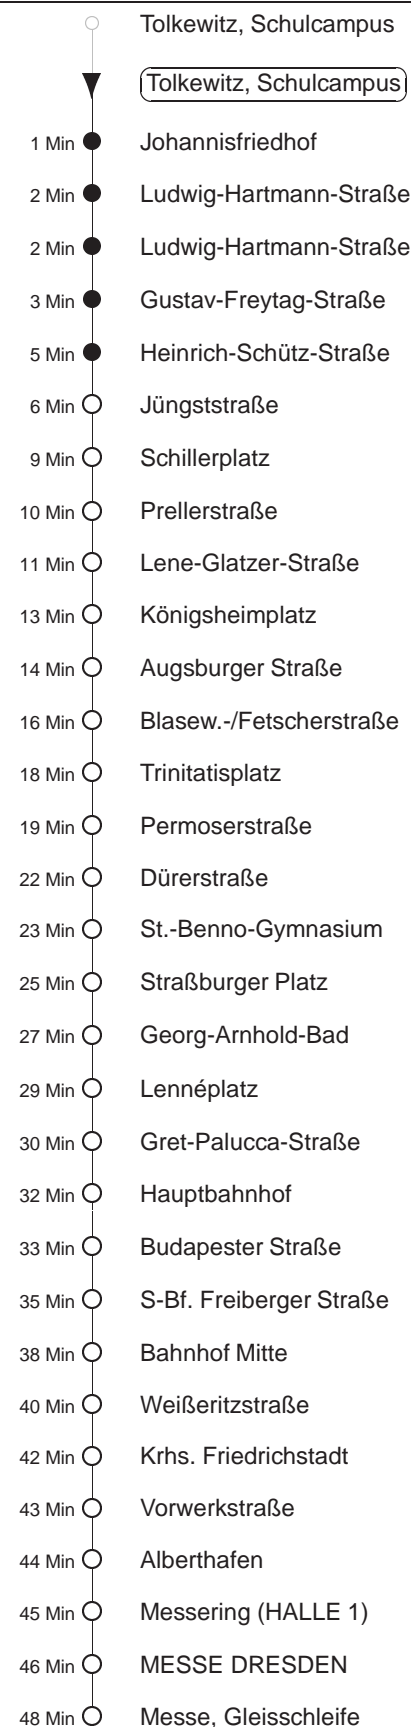 Tolkewitz, Schulcampus
Tolkewitz, Schulcampus
1 Min Johannisfriedhof
2 Min Ludwig-Hartmann-Straße
2 Min Ludwig-Hartmann-Straße
3 Min Gustav-Freytag-Straße
5 Min Heinrich-Schütz-Straße
6 Min Jüngststraße
9 Min Schillerplatz
10 Min Prellerstraße
11 Min Lene-Glatzer-Straße
13 Min Königsheimplatz
14 Min Augsburger Straße
16 Min Blasew.-/Fetscherstraße
18 Min Trinitatisplatz
19 Min Permoserstraße
22 Min Dürerstraße
23 Min St.-Benno-Gymnasium
25 Min Straßburger Platz
27 Min Georg-Arnhold-Bad
29 Min Lennéplatz
30 Min Gret-Palucca-Straße
32 Min Hauptbahnhof
33 Min Budapester Straße
35 Min S-Bf. Freiberger Straße
38 Min Bahnhof Mitte
40 Min Weißeritzstraße
42 Min Krhs. Friedrichstadt
43 Min Vorwerkstraße
44 Min Alberthafen
45 Min Messering (HALLE 1)
46 Min MESSE DRESDEN
48 Min Messe, Gleisschleife